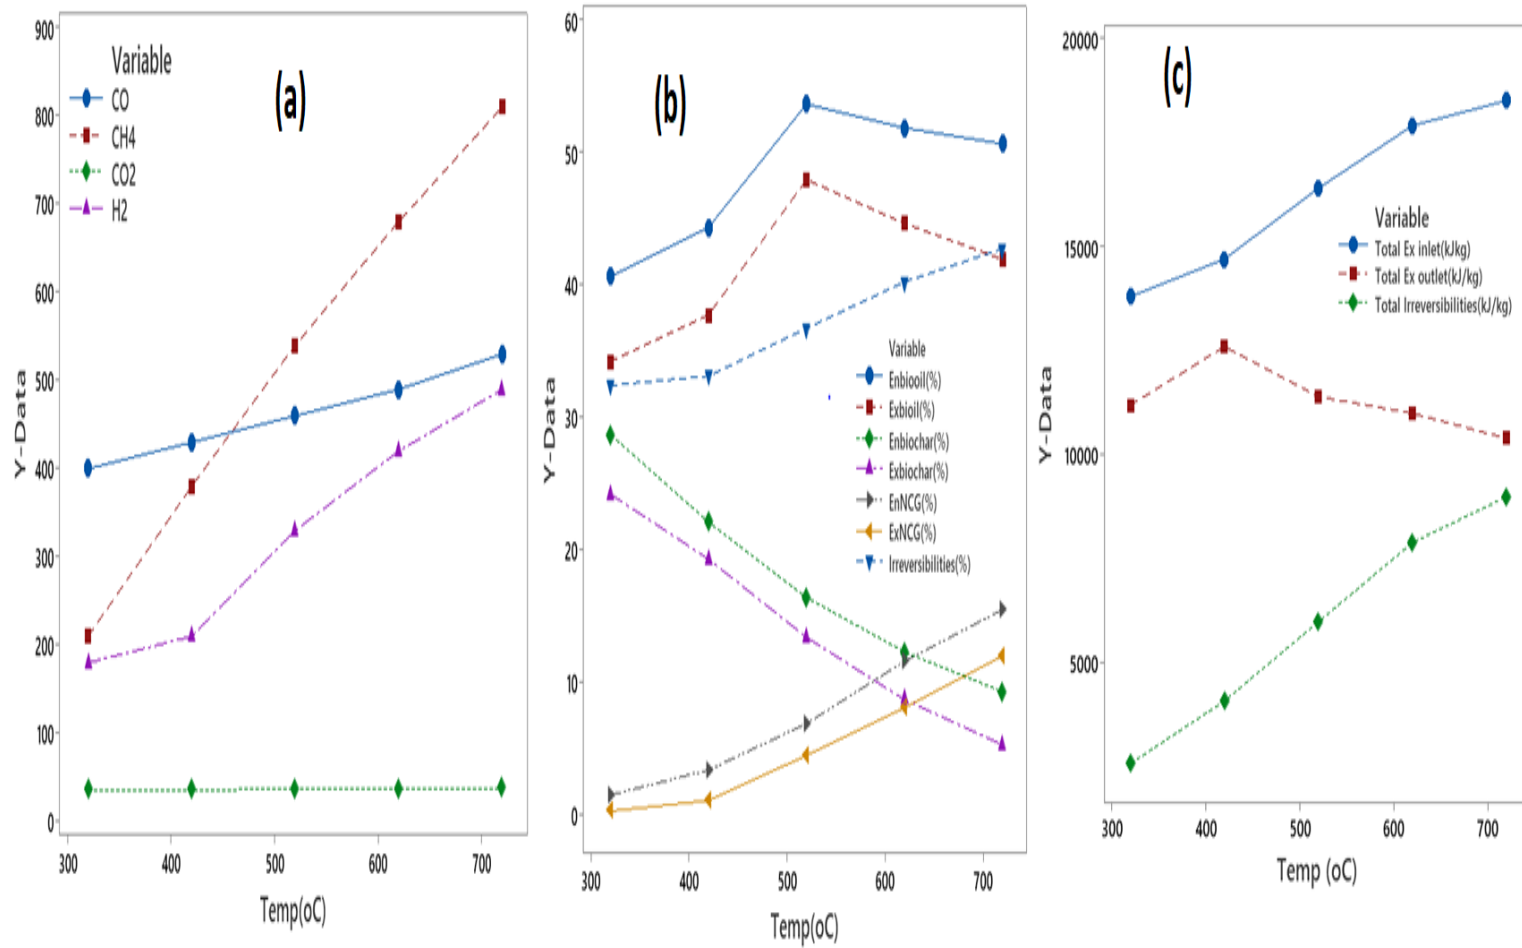 (a)
Variable
CO
CH4
CO2
H2
900
800
700
600
500
400
300
200
100
0
Y-Data
300 400 500 600 700
Temp(oC)
(b)
60
50
40
30
20
10
0
Y-Data
Variable
Enbiooil(%)
Exbioil(%)
Enbiochar(%)
Exbiochar(%)
EnNCG(%)
ExNCG(%)
Irreversibilities(%)
300 400 500 600 700
Temp(oC)
(c)
20000
15000
10000
5000
Y-Data
Variable
Total Ex inlet(kJkg)
Total Ex outlet(kJ/kg)
Total Irreversibilities(kJ/kg)
300 400 500 600 700
Temp (oC)